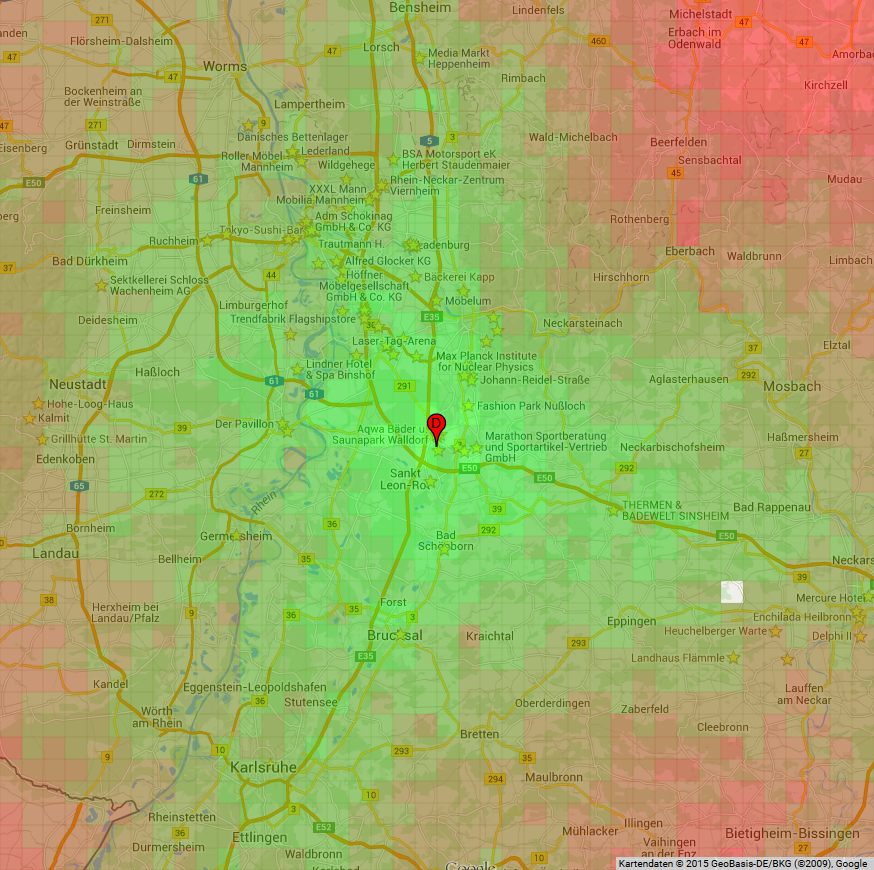 Bensheim
Lindenfels
Michelstadt
271
47
Flörsheim-Dalsheim
Lorsch
47
460
47
Erbach im
Odenwald
47
Media Markt
Heppenheim
Amorbac
Worms
47
Rimbach
Kirchzell
Bockenheim an
der Weinstraße
Lampertheim
271
9
Dänisches Bettenlager
5
3
Wald-Michelbach
47
Eisenberg
Grünstadt
Dirmstein
Lederland
BSA Motorsport eK
Herbert Staudenmaier
Beerfelden
Roller Möbel
Mannheim
Wildgehege
Sensbachtal
E50
61
XXXL Mann
Mobilia Mannheim
Rhein-Neckar-Zentrum
Viernheim
45
Mudau
Freinsheim
Adm Schokinag
GmbH & Co. KG
Rothenberg
Tokyo-Sushi-Bar
Ruchheim
Trautmann H.
Ladenburg
Eberbach
Waldbrunn
Limbach
37
Bad Dürkheim
Alfred Glocker KG
44
Höffner
Möbelgesellschaft
GmbH & Co. KG
Bäckerei Kapp
Hirschhorn
Sektkellerei Schloss
Wachenheim AG
Limburgerhof
Möbelum
Deidesheim
Trendfabrik Flagshipstore
E35
Neckarsteinach
Laser-Tag-Arena
37
Elztal
Haßloch
Lindner Hotel
& Spa Binshof
Max Planck Institute
for Nuclear Physics
292
Neustadt
61
61
291
Johann-Reidel-Straße
Aglasterhausen
Mosbach
Hohe-Loog-Haus
Kalmit
Fashion Park Nußloch
39
Der Pavillon
D
Aqwa Bäder u.
Saunapark Walldorf
Marathon Sportberatung
und Sportartikel-Vertrieb
GmbH
Haßmersheim
Grillhütte St. Martin
Neckarbischofsheim
27
Edenkoben
E50
292
Sankt
Leon-Rot
E50
65
272
Rhein
39
THERMEN &
BADEWELT SINSHEIM
Bad Rappenau
Bornheim
36
292
Germersheim
Bad
Schönborn
E50
Landau
Bellheim
35
Neckars
39
38
Herxheim bei
Landau/Pfalz
9
36
35
Forst
3
Mercure Hotel
Eppingen
Enchilada Heilbronn
Bruchsal
Kraichtal
Heuchelberger Warte
Delphi II
293
E35
Landhaus Flämmle
Kandel
Eggenstein-Leopoldshafen
Lauffen
am Neckar
36
Stutensee
Oberderdingen
Wörth
am Rhein
Zaberfeld
Cleebronn
Bretten
10
293
9
35
Karlsruhe
294
Maulbronn
10
3
Rheinstetten
Illingen
36
E52
Mühlacker
Bietigheim-Bissingen
Ettlingen
Durmersheim
Vaihingen
an der Enz
27
Waldbronn
10
Karlsbad
Google
Kartendaten © 2015 GeoBasis-DE/BKG (©2009), Google